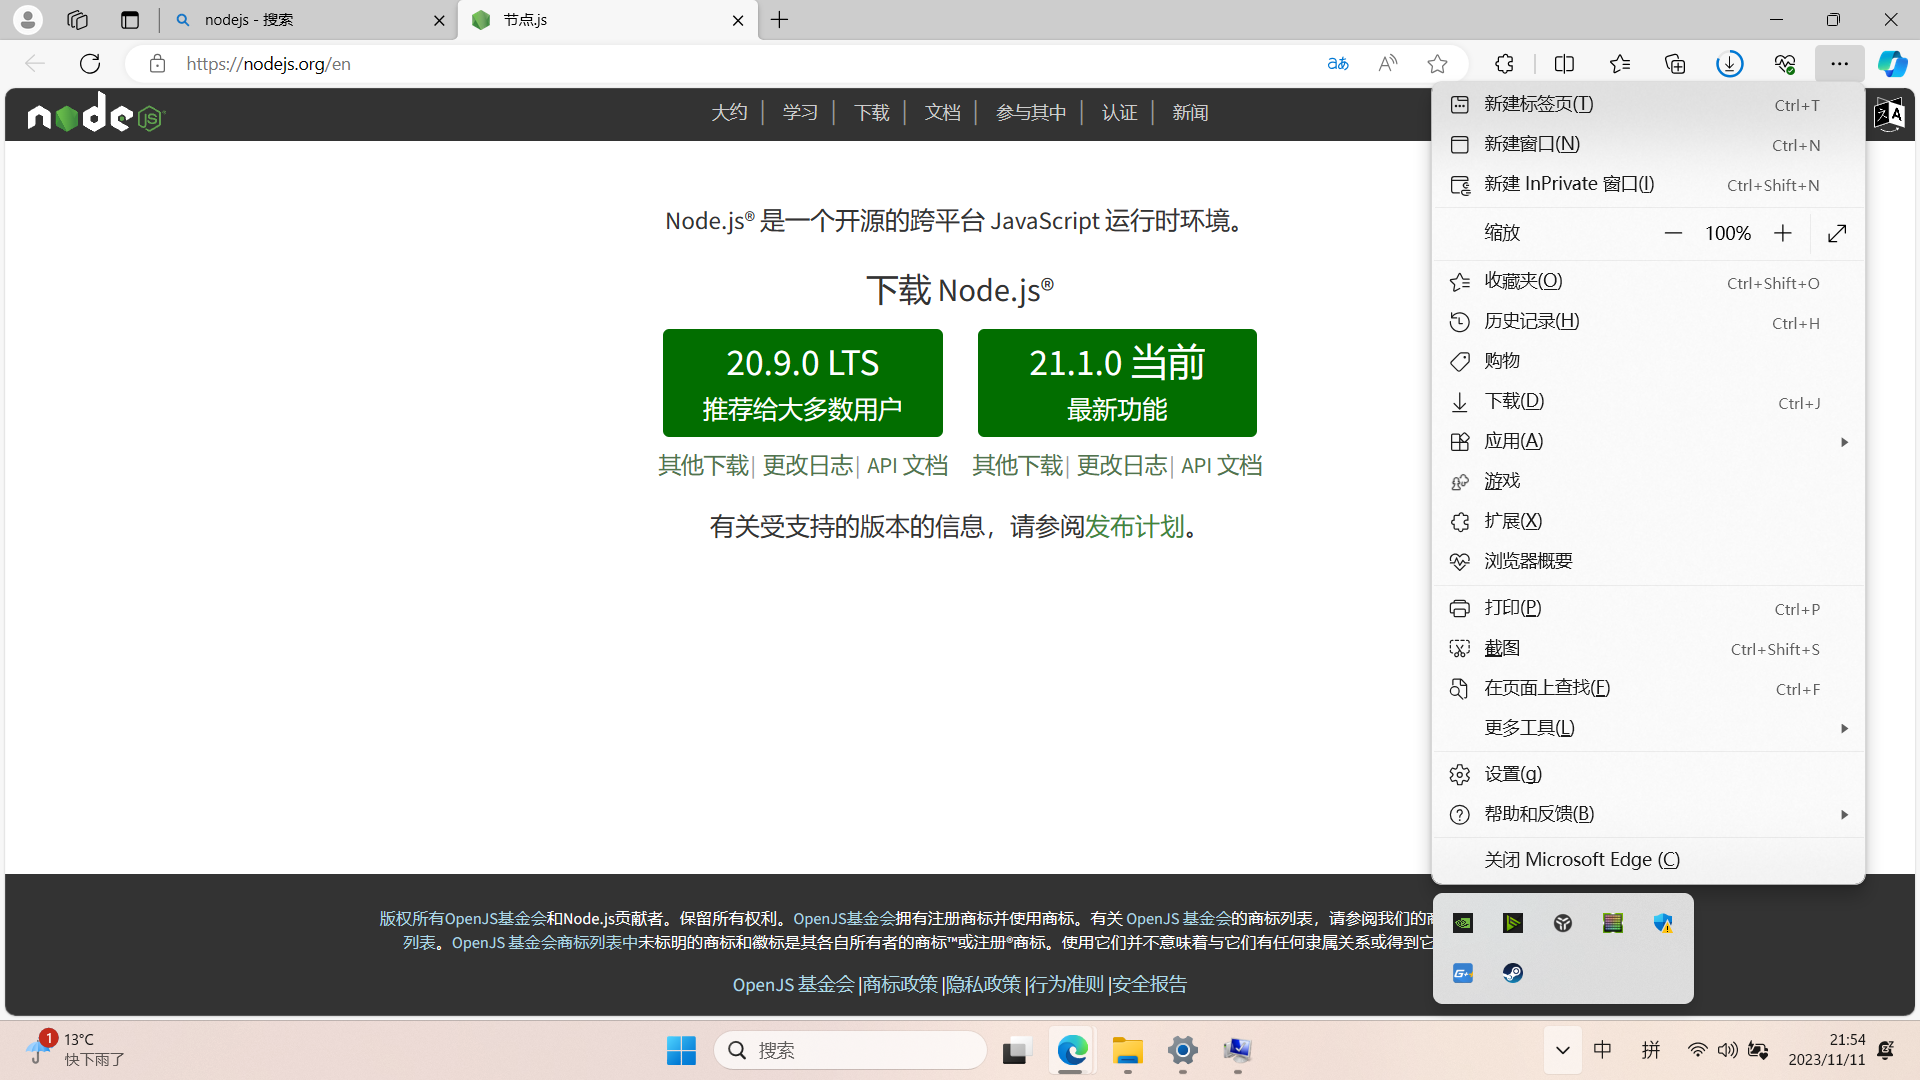 nodejs - 搜索
节点.js
https://nodejs.org/en
aあ
node JS
大约 | 学习 | 下载 | 文档 | 参与其中 | 认证 | 新闻
Node.js® 是一个开源的跨平台 JavaScript 运行时环境。
下载 Node.js®
20.9.0 LTS
推荐给大多数用户
21.1.0 当前
最新功能
其他下载| 更改日志| API 文档
其他下载| 更改日志| API 文档
有关受支持的版本的信息，请参阅发布计划。
版权所有OpenJS基金会和Node.js贡献者。保留所有权利。OpenJS基金会拥有注册商标并使用商标。有关 OpenJS 基金会的商标列表，请参阅我们的商
列表。OpenJS 基金会商标列表中未标明的商标和徽标是其各自所有者的商标™或注册®商标。使用它们并不意味着与它们有任何隶属关系或得到它
OpenJS 基金会 |商标政策 |隐私政策 |行为准则 |安全报告
新建标签页(T) Ctrl+T
新建窗口(N) Ctrl+N
新建 InPrivate 窗口(I) Ctrl+Shift+N
缩放 — 100% +
收藏夹(O) Ctrl+Shift+O
历史记录(H) Ctrl+H
购物
下载(D) Ctrl+J
应用(A)
游戏
扩展(X)
浏览器概要
打印(P) Ctrl+P
截图 Ctrl+Shift+S
在页面上查找(F) Ctrl+F
更多工具(L)
设置(g)
帮助和反馈(B)
关闭 Microsoft Edge (C)
G++
1
13°C
快下雨了
搜索
中
拼
21:54
2023/11/11